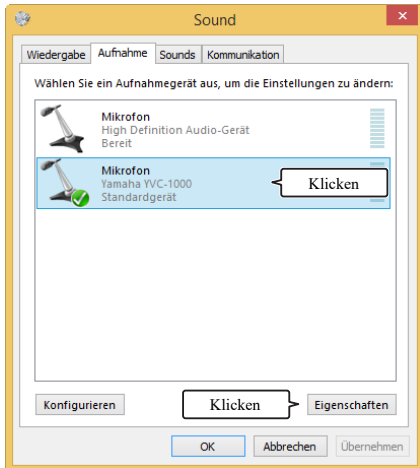 Sound
Wiedergabe Aufnahme Sounds Kommunikation
Wählen Sie ein Aufnahmegerät aus, um die Einstellungen zu ändern:
Mikrofon
High Definition Audio-Gerät
Bereit
Mikrofon
Yamaha YVC-1000
Standardgerät
Klicken
Konfigurieren Klicken Eigenschaften
OK Abbrechen Übernehmen